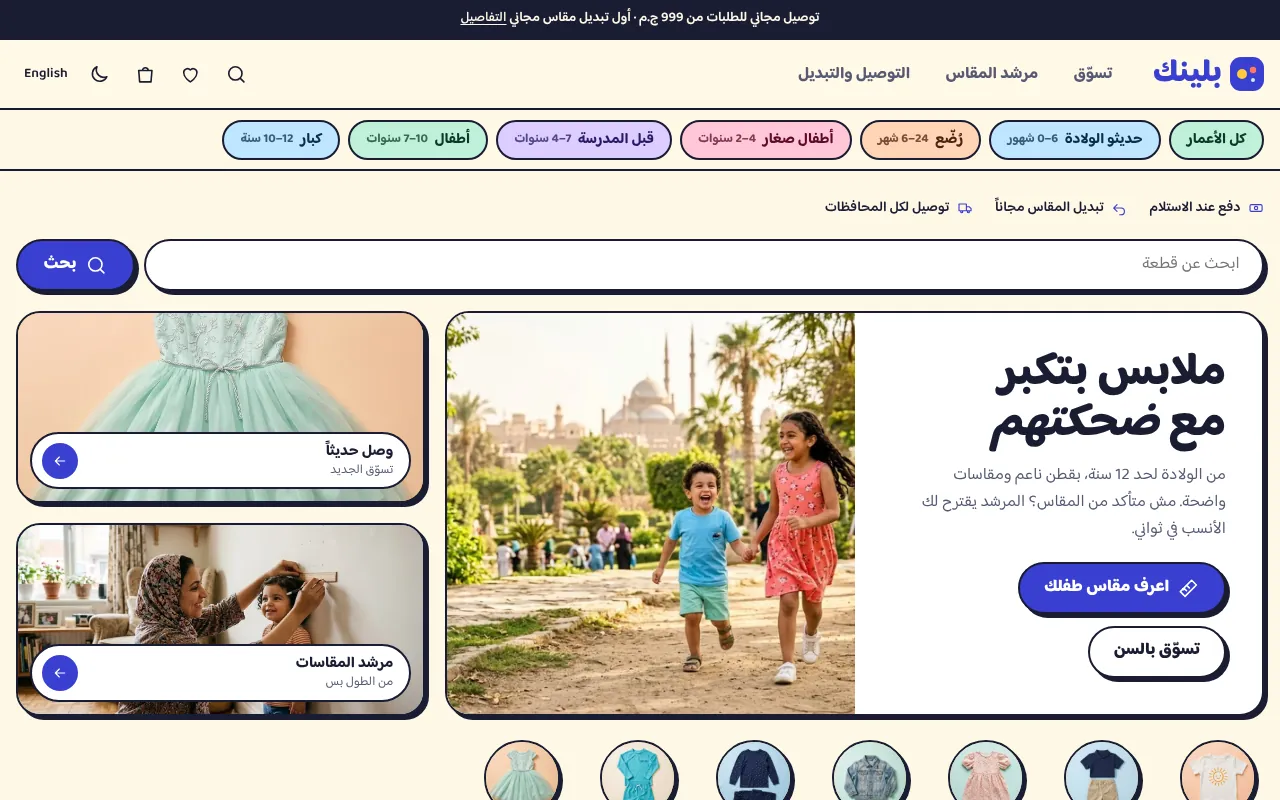 توصيل مجاني للطلبات من 999 ج.م · أول تبديل مقاس مجاني التفاصيل
بلينك
تسوّق
مرشد المقاس
التوصيل والتبديل
English
كل الأعمار
حديثو الولادة 0–6 شهور
رُضّع 6–24 شهر
أطفال صغار 2–4 سنوات
قبل المدرسة 4–7 سنوات
أطفال 7–10 سنوات
كبار 10–12 سنة
دفع عند الاستلام
تبديل المقاس مجاناً
توصيل لكل المحافظات
ابحث عن قطعة
بحث
ملابس بتكبر
مع ضحكتهم
من الولادة لحد 12 سنة، بقطن ناعم ومقاسات
واضحة. مش متأكد من المقاس؟ المرشد يقترح لك
الأنسب في ثواني.
اعرف مقاس طفلك
تسوّق بالسن
وصل حديثاً
تسوّق الجديد
مرشد المقاسات
من الطول بس